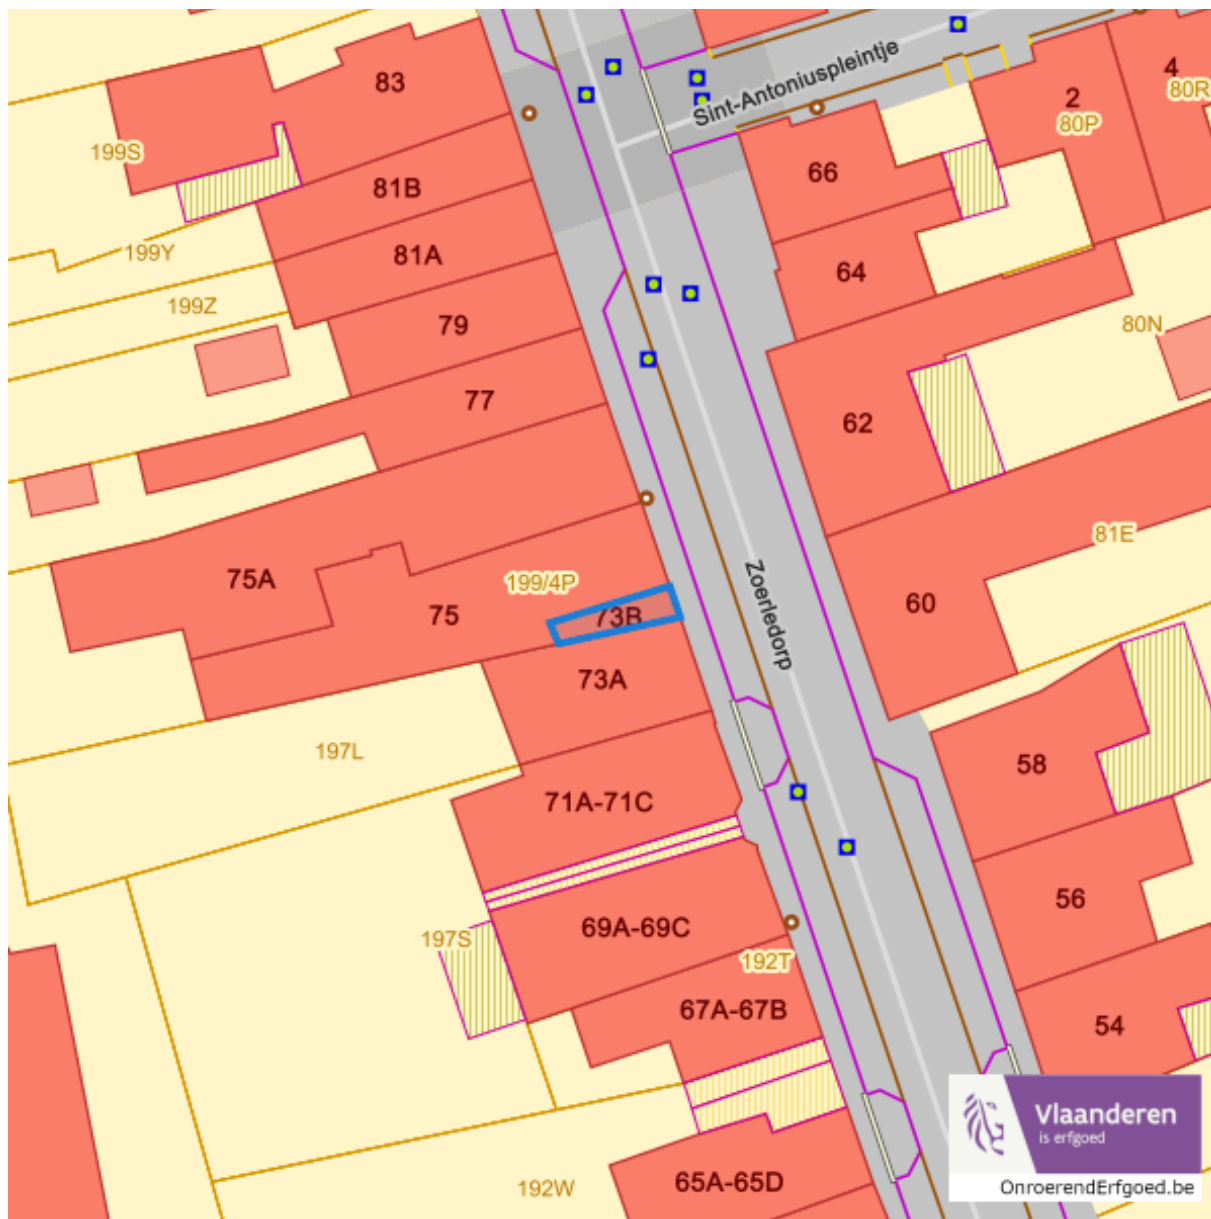 83
4
80R
2
80P
Sint-Antoniuspleintje
199S
81B
66
199Y
81A
64
199Z
79
80N
77
62
81E
75A
199/4P
75
73B
60
Zoerledorp
73A
197L
58
71A-71C
56
69A-69C
197S
192T
67A-67B
54
65A-65D
192W
Vlaanderen
is erfgoed
OnroerendErfgoed.be